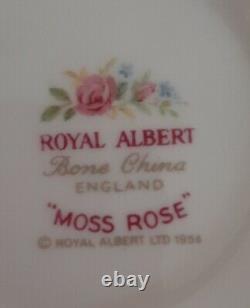 ROYAL ALBERT
Bone China
ENGLAND
"MOSS ROSE"
© ROYAL ALBERT LTD 1956